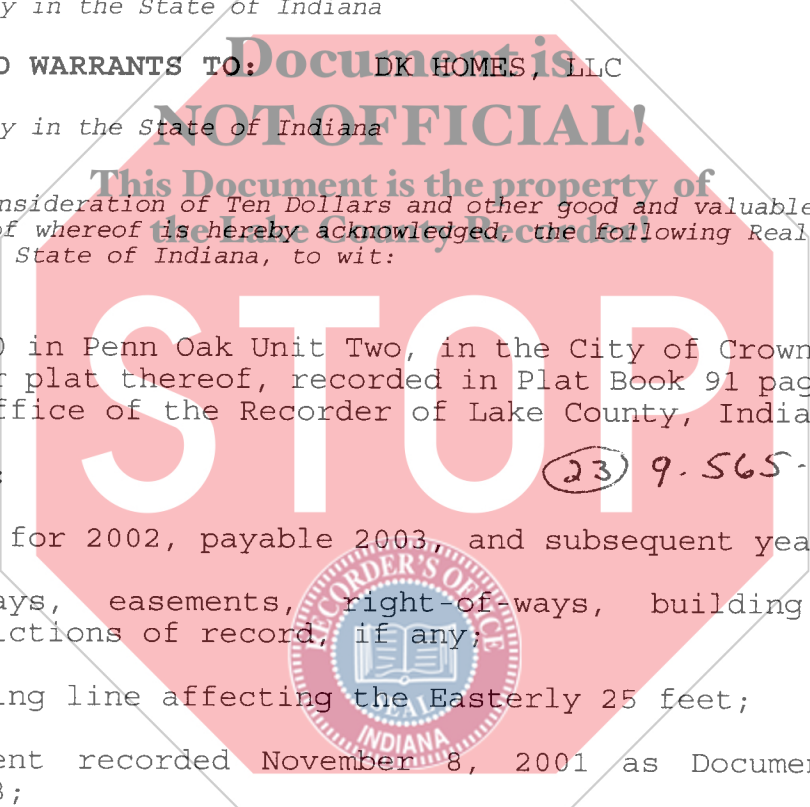 y in the State of Indiana
Document is
D WARRANTS TO: DK HOMES, LLC
NOT OFFICIAL!
y in the State of Indiana
This Document is the property of
nsideration of Ten Dollars and other good and valuable
the Lake County Recorder!
of whereof is hereby acknowledged, the following Real
State of Indiana, to wit:
STOP
0 in Penn Oak Unit Two, in the City of Crown
r plat thereof, recorded in Plat Book 91 pag
ffice of the Recorder of Lake County, India
23 9-565-
for 2002, payable 2003, and subsequent yea
RECORDER'S OFFICE
ays, easements, right-of-ways, building
ictions of record, if any;
ing line affecting the Easterly 25 feet;
SEAL
INDIANA
ent recorded November 8, 2001 as Documen
3;